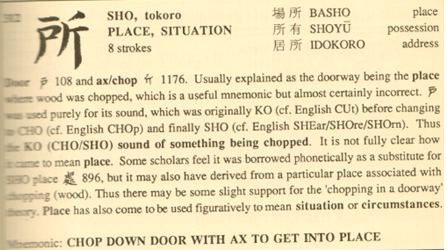 所 SHO, tokoro 場所 BASHO place
PLACE, SITUATION 所有 SHOYŪ possession
8 strokes 居所 IDOKORO address
Door 戸 108 and ax/chop 斤 1176. Usually explained as the doorway being the place
where wood was chopped, which is a useful mnemonic but almost certainly incorrect. 戸
was used purely for its sound, which was originally KO (cf. English CUt) before changing
to CHO (cf. English CHOp) and finally SHO (cf. English SHEar/SHOre/SHOrn). Thus
the KO (CHO/SHO) sound of something being chopped. It is not fully clear how
it came to mean place. Some scholars feel it was borrowed phonetically as a substitute for
SHO place 處 896, but it may also have derived from a particular place associated with
chopping (wood). Thus there may be some slight support for the 'chopping in a doorway'
theory. Place has also come to be used figuratively to mean situation or circumstances.
Mnemonic: CHOP DOWN DOOR WITH AX TO GET INTO PLACE